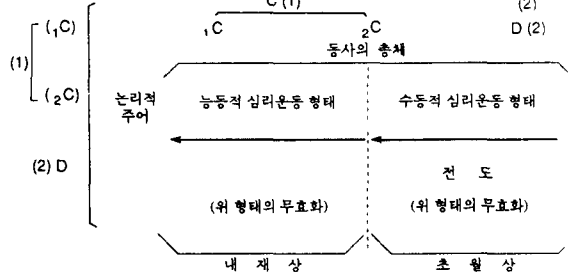 C (1) (2)
(₁C) ₁C ₂C D (2)
동사의 총체
(1)
(₂C) 논리적 능동적 심리운동 형태 수동적 심리운동 형태
주어
(2) D 전 도
(위 형태의 무효화) (위 형태의 무효화)
내 재 상 초 월 상